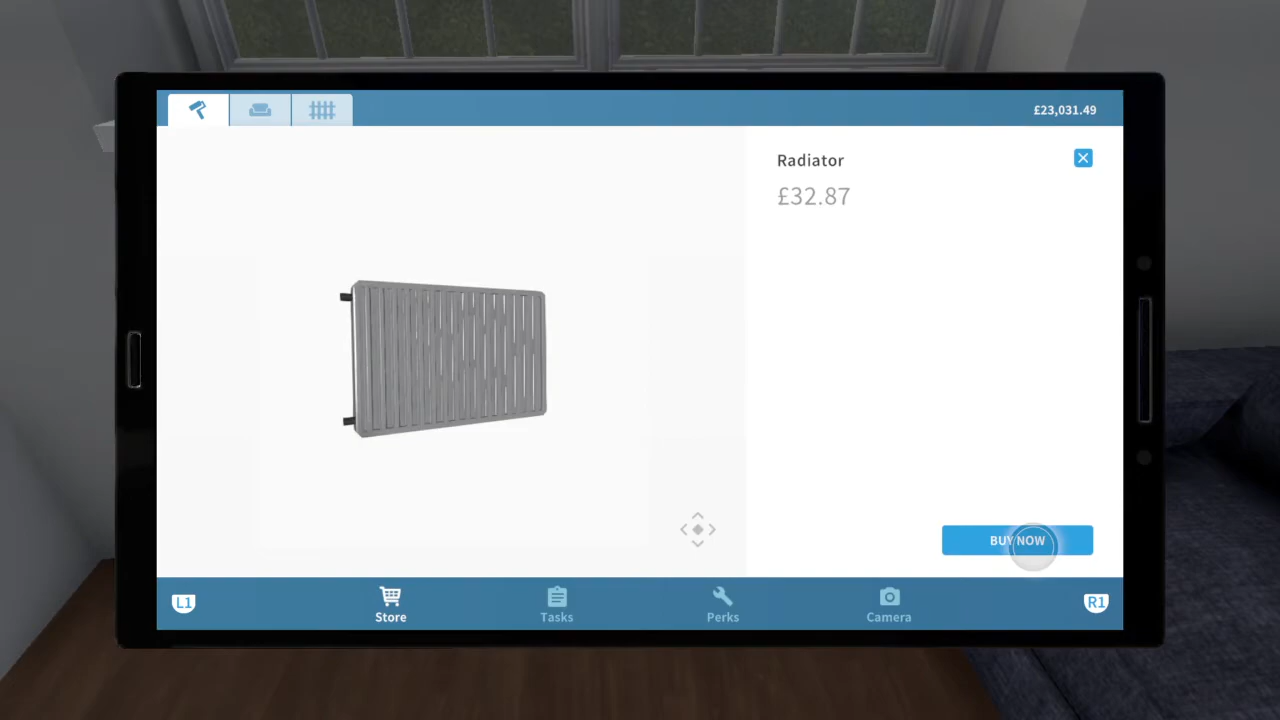 £23,031.49
Radiator
£32.87
BUY NOW
L1
Store
Tasks
Perks
Camera
R1